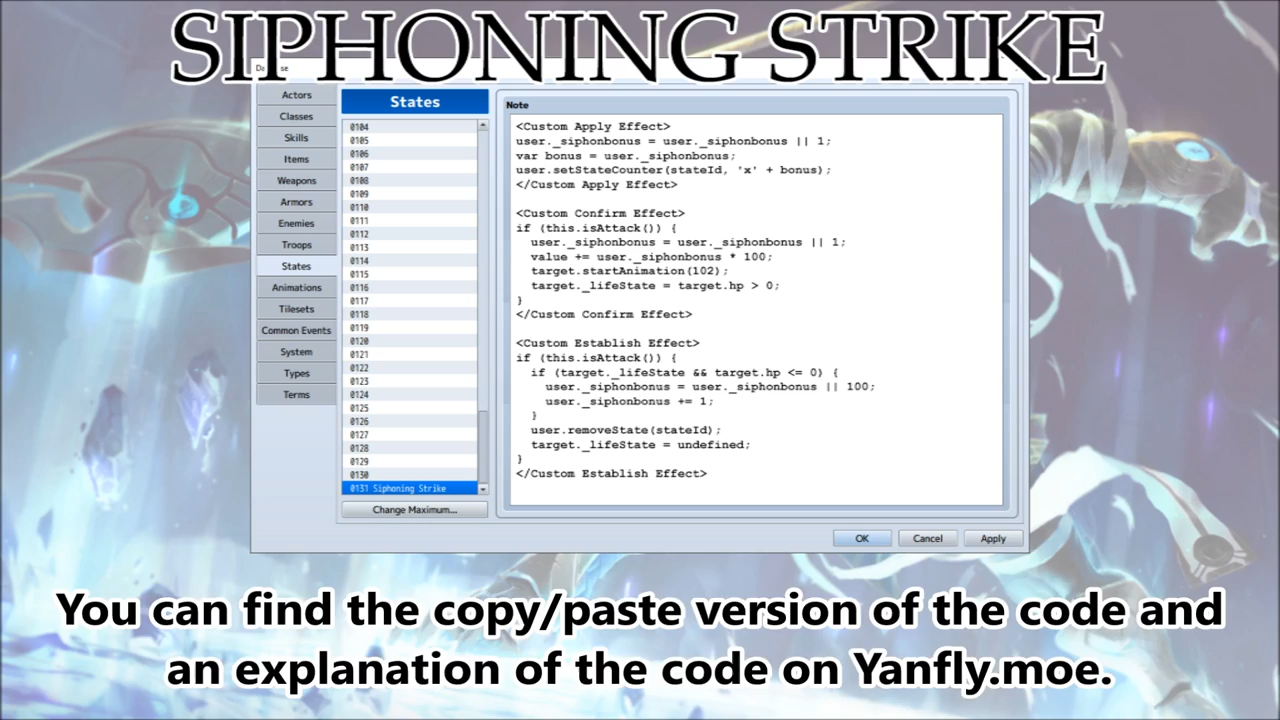 SIPHONING STRIKE
Actors
Classes
Skills
Items
Weapons
Armors
Enemies
Troops
States
Animations
Tilesets
Common Events
System
Types
Terms
States
0104
0105
0106
0107
0108
0109
0110
0111
0112
0113
0114
0115
0116
0117
0118
0119
0120
0121
0122
0123
0124
0125
0126
0127
0128
0129
0130
0131 Siphoning Strike
Change Maximum...
Note
<Custom Apply Effect>
user._siphonbonus = user._siphonbonus || 1;
var bonus = user._siphonbonus;
user.setStateCounter(stateId, 'x' + bonus);
</Custom Apply Effect>
<Custom Confirm Effect>
if (this.isAttack()) {
user._siphonbonus = user._siphonbonus || 1;
value += user._siphonbonus * 100;
target.startAnimation(102);
target._lifeState = target.hp > 0;
}
</Custom Confirm Effect>
<Custom Establish Effect>
if (this.isAttack()) {
if (target._lifeState && target.hp <= 0) {
user._siphonbonus = user._siphonbonus || 100;
user._siphonbonus += 1;
}
user.removeState(stateId);
target._lifeState = undefined;
}
</Custom Establish Effect>
OK
Cancel
Apply
You can find the copy/paste version of the code and
an explanation of the code on Yanfly.moe.